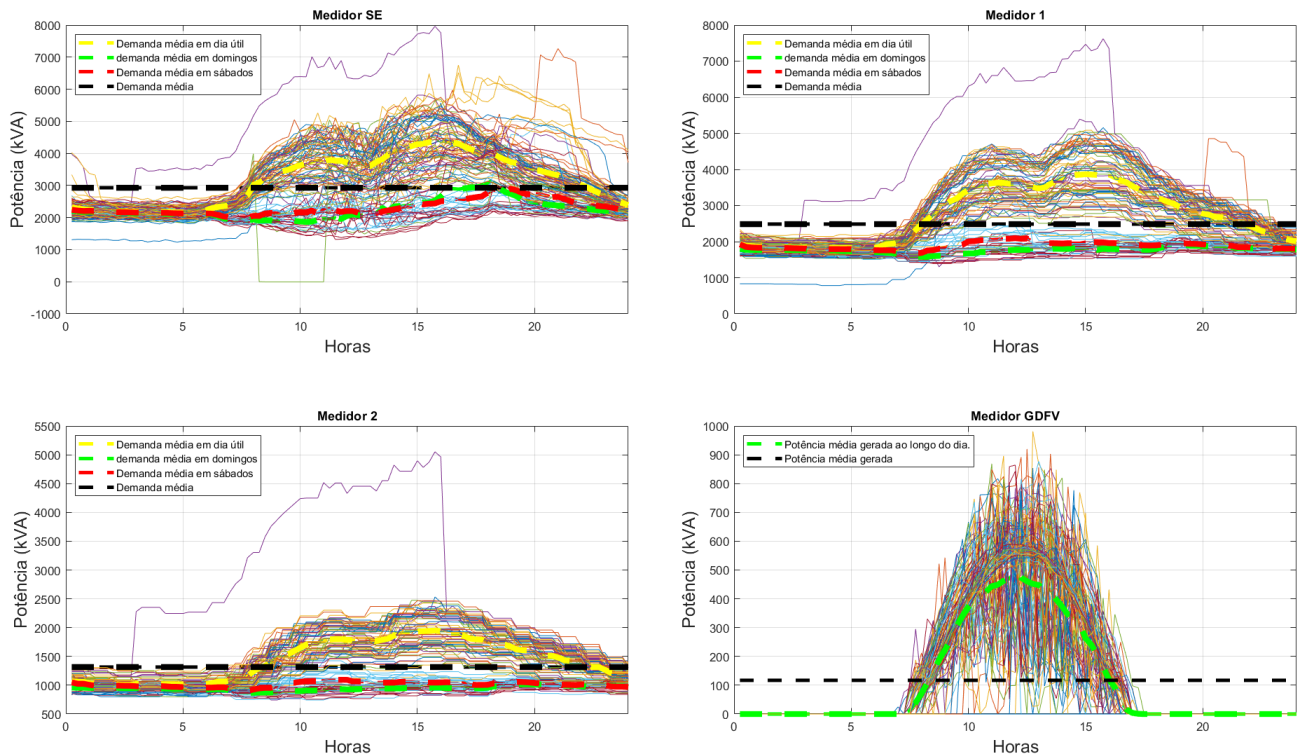 Medidor SE
Potência (kVA)
8000
7000
6000
5000
4000
3000
2000
1000
0
-1000
Demanda média em dia útil
demanda média em domingos
Demanda média em sábados
Demanda média
0 5 10 15 20
Horas
Medidor 1
Potência (kVA)
8000
7000
6000
5000
4000
3000
2000
1000
0
Demanda média em dia útil
demanda média em domingos
Demanda média em sábados
Demanda média
0 5 10 15 20
Horas
Medidor 2
Potência (kVA)
5500
5000
4500
4000
3500
3000
2500
2000
1500
1000
500
Demanda média em dia útil
demanda média em domingos
Demanda média em sábados
Demanda média
0 5 10 15 20
Horas
Medidor GDFV
Potência (kVA)
1000
900
800
700
600
500
400
300
200
100
0
Potência média gerada ao longo do dia.
Potência média gerada
0 5 10 15 20
Horas